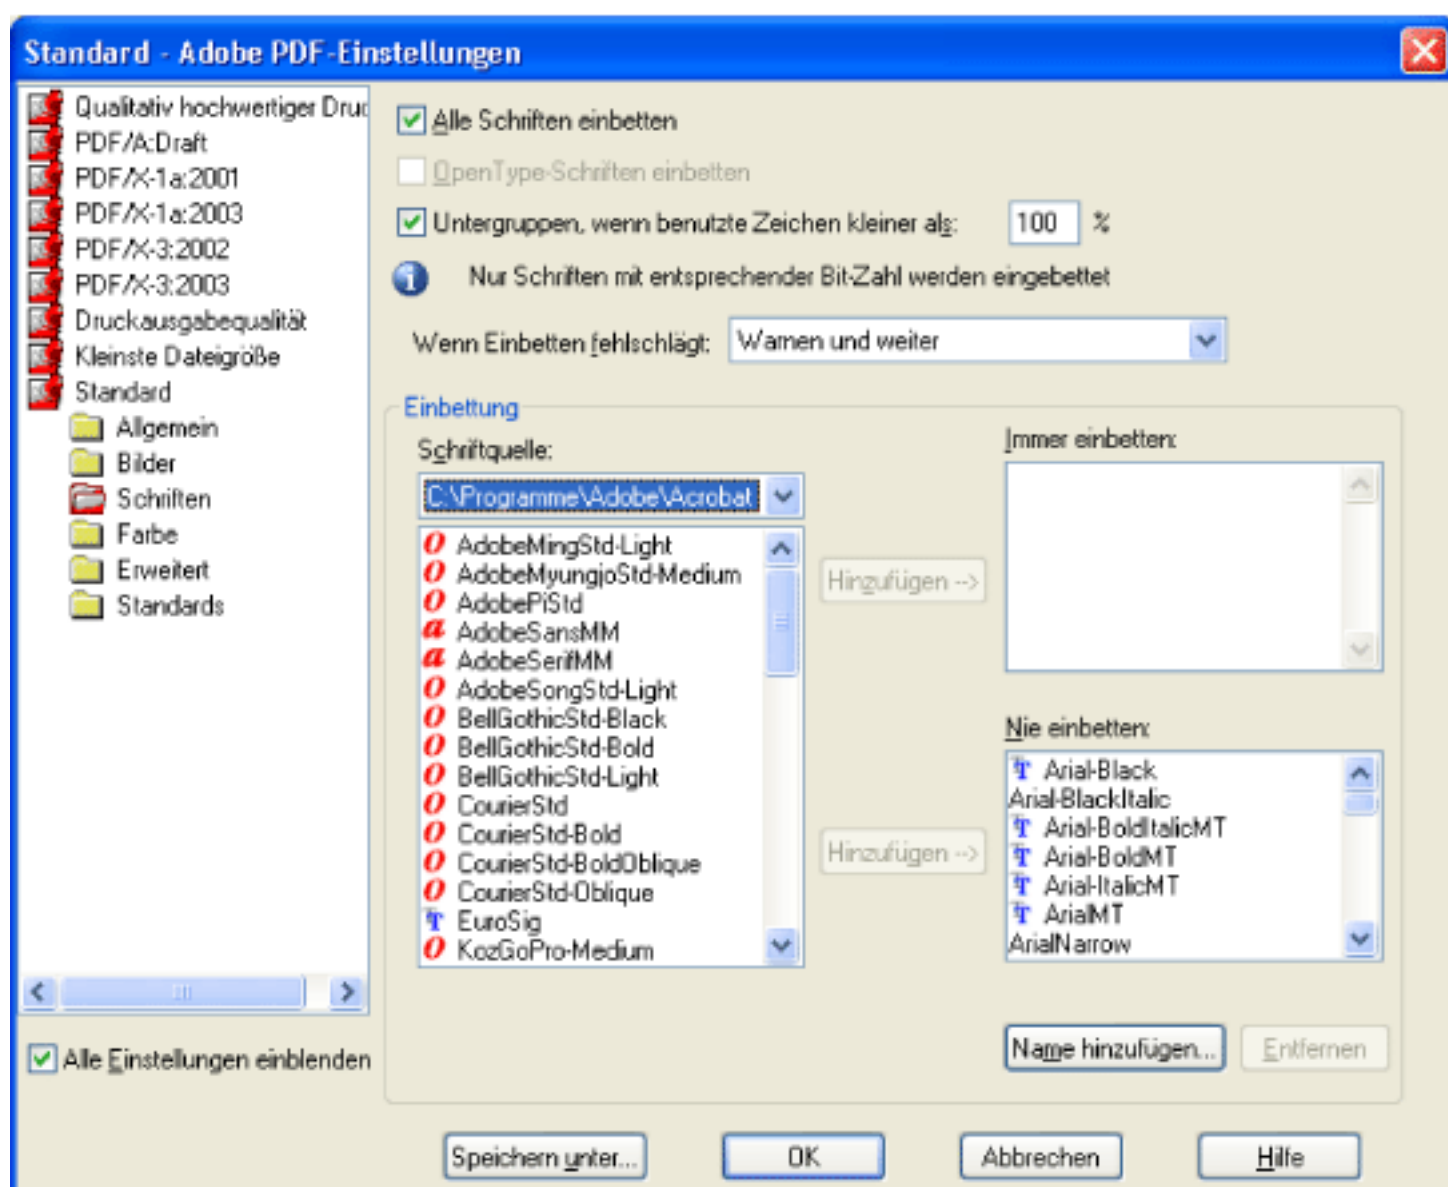 Standard - Adobe PDF-Einstellungen
Qualitativ hochwertiger Druc
PDF/A:Draft
PDF/X-1a:2001
PDF/X-1a:2003
PDF/X-3:2002
PDF/X-3:2003
Druckausgabequalität
Kleinste Dateigröße
Standard
Allgemein
Bilder
Schriften
Farbe
Erweitert
Standards
Alle Einstellungen einblenden
Alle Schriften einbetten
OpenType-Schriften einbetten
Untergruppen, wenn benutzte Zeichen kleiner als: 100 %
Nur Schriften mit entsprechender Bit-Zahl werden eingebettet
Wenn Einbetten fehlschlägt: Warnen und weiter
Einbettung
Schriftquelle:
C:\Programme\Adobe\Acrobat
AdobeMingStd-Light
AdobeMyungjoStd-Medium
AdobePiStd
AdobeSansMM
AdobeSerifMM
AdobeSongStd-Light
BellGothicStd-Black
BellGothicStd-Bold
BellGothicStd-Light
CourierStd
CourierStd-Bold
CourierStd-BoldOblique
CourierStd-Oblique
EuroSig
KozGoPro-Medium
Hinzufügen -->
Hinzufügen -->
Immer einbetten:
Nie einbetten:
Arial-Black
Arial-BlackItalic
Arial-BoldItalicMT
Arial-BoldMT
Arial-ItalicMT
ArialMT
ArialNarrow
Name hinzufügen... Entfernen
Speichern unter... OK Abbrechen Hilfe